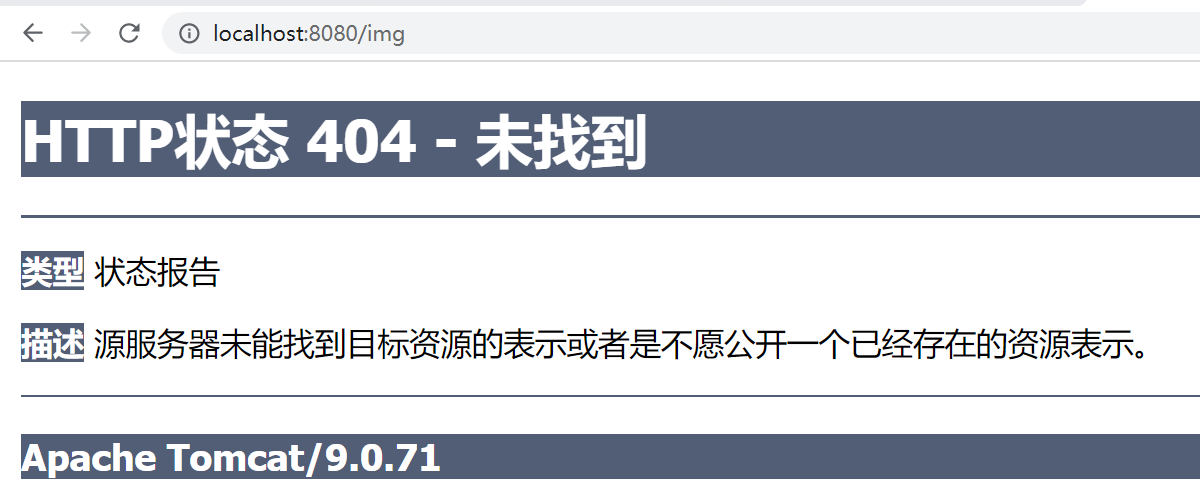 localhost:8080/img
HTTP状态 404 - 未找到
类型 状态报告
描述 源服务器未能找到目标资源的表示或者是不愿公开一个已经存在的资源表示。
Apache Tomcat/9.0.71